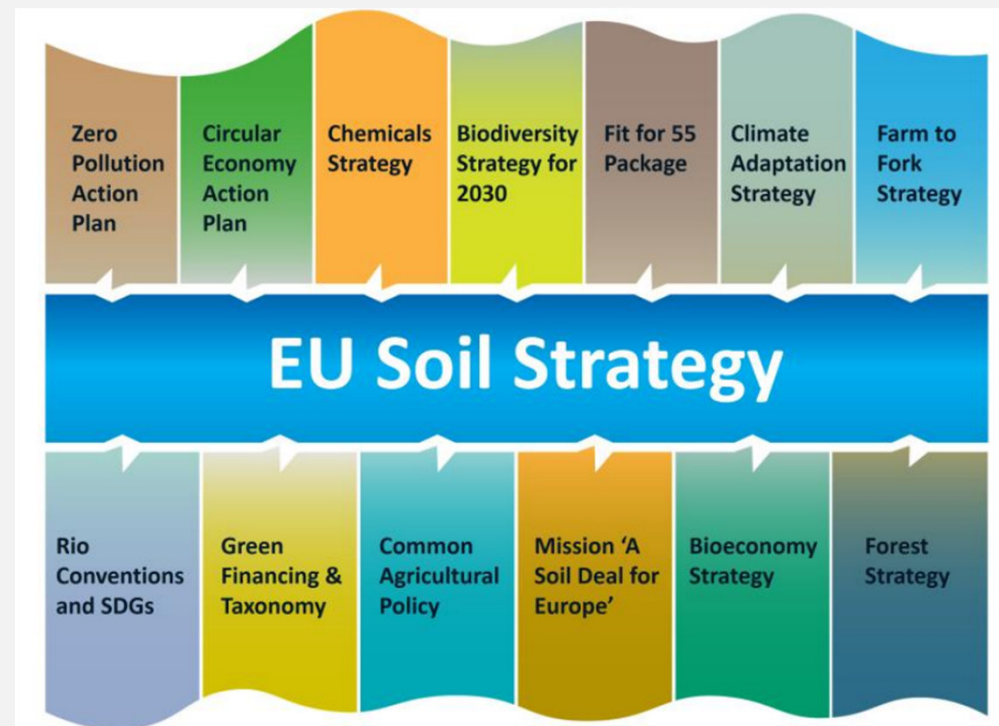 Zero
Pollution
Action
Plan
Circular
Economy
Action
Plan
Chemicals
Strategy
Biodiversity
Strategy for
2030
Fit for 55
Package
Climate
Adaptation
Strategy
Farm to
Fork
Strategy
EU Soil Strategy
Rio
Conventions
and SDGs
Green
Financing &
Taxonomy
Common
Agricultural
Policy
Mission ‘A
Soil Deal for
Europe’
Bioeconomy
Strategy
Forest
Strategy